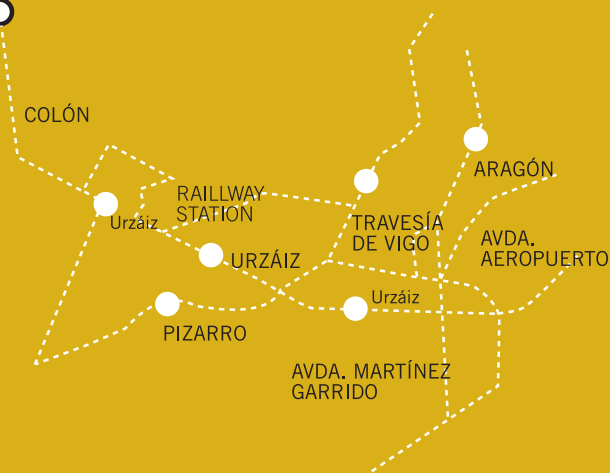 COLÓN
ARAGÓN
RAILLWAY
STATION
Urzáiz
TRAVESÍA
DE VIGO
AVDA.
AEROPUERTO
URZÁIZ
Urzáiz
PIZARRO
AVDA. MARTÍNEZ
GARRIDO